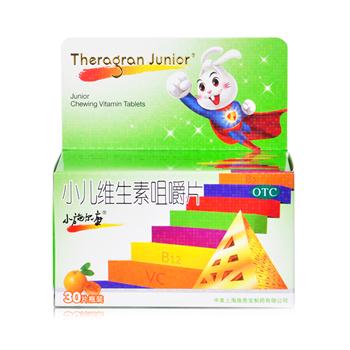 Theragran Junior®
Junior
Chewing Vitamin Tablets
小儿维生素咀嚼片
OTC
小施尔康®
B12
VC
30片瓶装
中美上海施贵宝制药有限公司